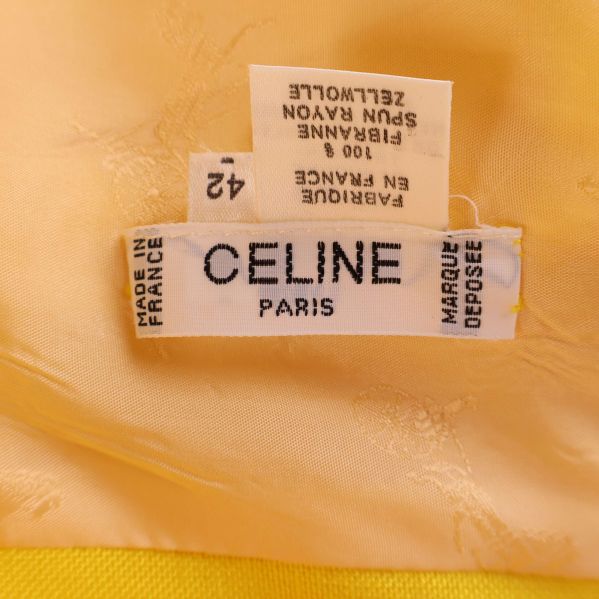 FABRIQUE
EN FRANCE
100 %
FIBRANNE
SPUN RAYON
ZELLWOLLE
42
MADE IN
FRANCE
CELINE
PARIS
MARQUE
DEPOSEE